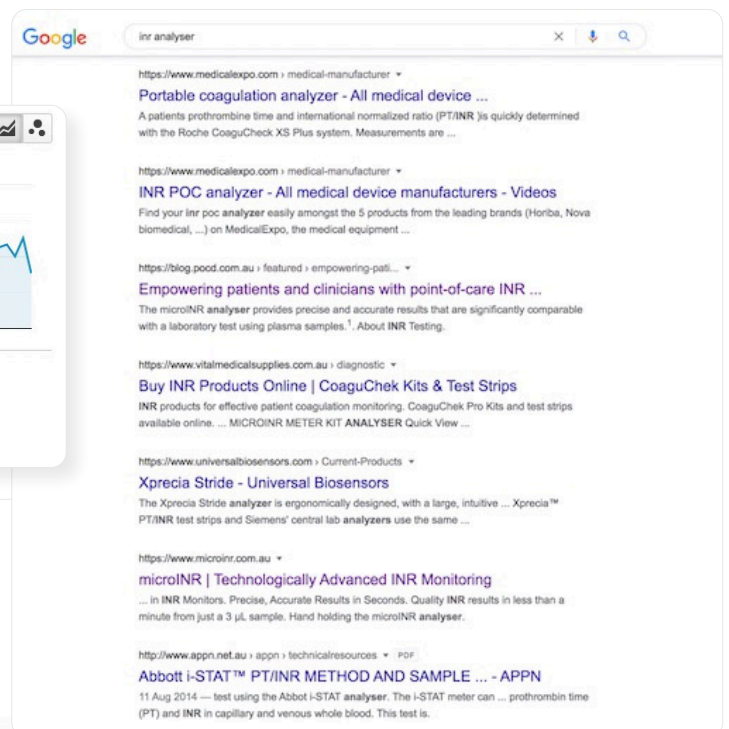 Google
inr analyser
https://www.medicalexpo.com › medical-manufacturer
Portable coagulation analyzer - All medical device ...
A patients prothrombine time and international normalized ratio (PT/INR )is quickly determined
with the Roche CoaguCheck XS Plus system. Measurements are ...
https://www.medicalexpo.com › medical-manufacturer
INR POC analyzer - All medical device manufacturers - Videos
Find your inr poc analyzer easily amongst the 5 products from the leading brands (Horiba, Nova
biomedical, ...) on MedicalExpo, the medical equipment ...
https://blog.pocd.com.au › featured › empowering-pati...
Empowering patients and clinicians with point-of-care INR ...
The microINR analyser provides precise and accurate results that are significantly comparable
with a laboratory test using plasma samples.1. About INR Testing.
https://www.vitalmedicalsupplies.com.au › diagnostic
Buy INR Products Online | CoaguChek Kits & Test Strips
INR products for effective patient coagulation monitoring. CoaguChek Pro Kits and test strips
available online. ... MICROINR METER KIT ANALYSER Quick View ...
https://www.universalbiosensors.com › Current-Products
Xprecia Stride - Universal Biosensors
The Xprecia Stride analyzer is ergonomically designed, with a large, intuitive ... Xprecia™
PT/INR test strips and Siemens' central lab analyzers use the same ...
https://www.microinr.com.au
microINR | Technologically Advanced INR Monitoring
... in INR Monitors. Precise, Accurate Results in Seconds. Quality INR results in less than a
minute from just a 3 µL sample. Hand holding the microINR analyser.
http://www.appn.net.au › appn › technicalresources PDF
Abbott i-STAT™ PT/INR METHOD AND SAMPLE ... - APPN
11 Aug 2014 — test using the Abbot i-STAT analyser. The i-STAT meter can ... prothrombin time
(PT) and INR in capillary and venous whole blood. This test is.